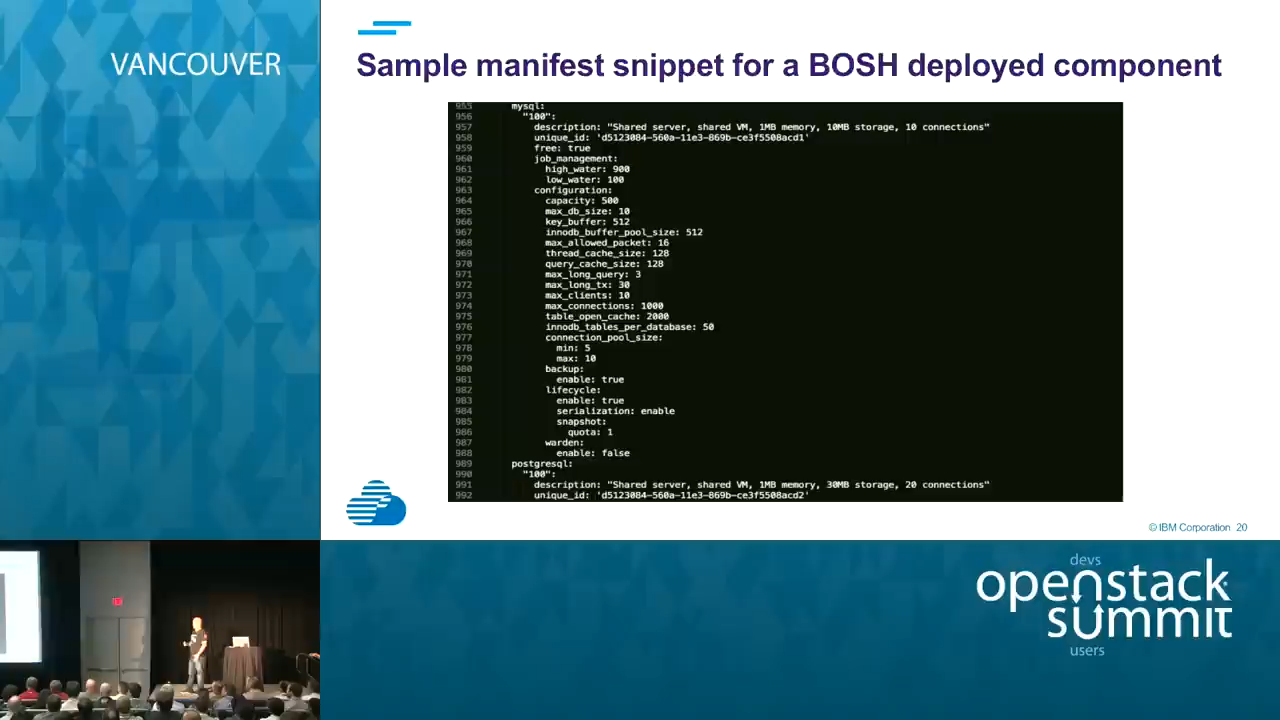 VANCOUVER
Sample manifest snippet for a BOSH deployed component
955 mysql:
956 "100":
957 description: "Shared server, shared VM, 1MB memory, 10MB storage, 10 connections"
958 unique_id: 'd5123084-560a-11e3-869b-ce3f5508acd1'
959 free: true
960 job_management:
961 high_water: 900
962 low_water: 100
963 configuration:
964 capacity: 500
965 max_db_size: 10
966 key_buffer: 512
967 innodb_buffer_pool_size: 512
968 max_allowed_packet: 16
969 thread_cache_size: 128
970 query_cache_size: 128
971 max_long_query: 3
972 max_long_tx: 30
973 max_clients: 10
974 max_connections: 1000
975 table_open_cache: 2000
976 innodb_tables_per_database: 50
977 connection_pool_size:
978 min: 5
979 max: 10
980 backup:
981 enable: true
982 lifecycle:
983 enable: true
984 serialization: enable
985 snapshot:
986 quota: 1
987 warden:
988 enable: false
989 postgresql:
990 "100":
991 description: "Shared server, shared VM, 1MB memory, 30MB storage, 20 connections"
992 unique_id: 'd5123084-560a-11e3-869b-ce3f5508acd2'
© IBM Corporation 20
devs
openstack
summit
users